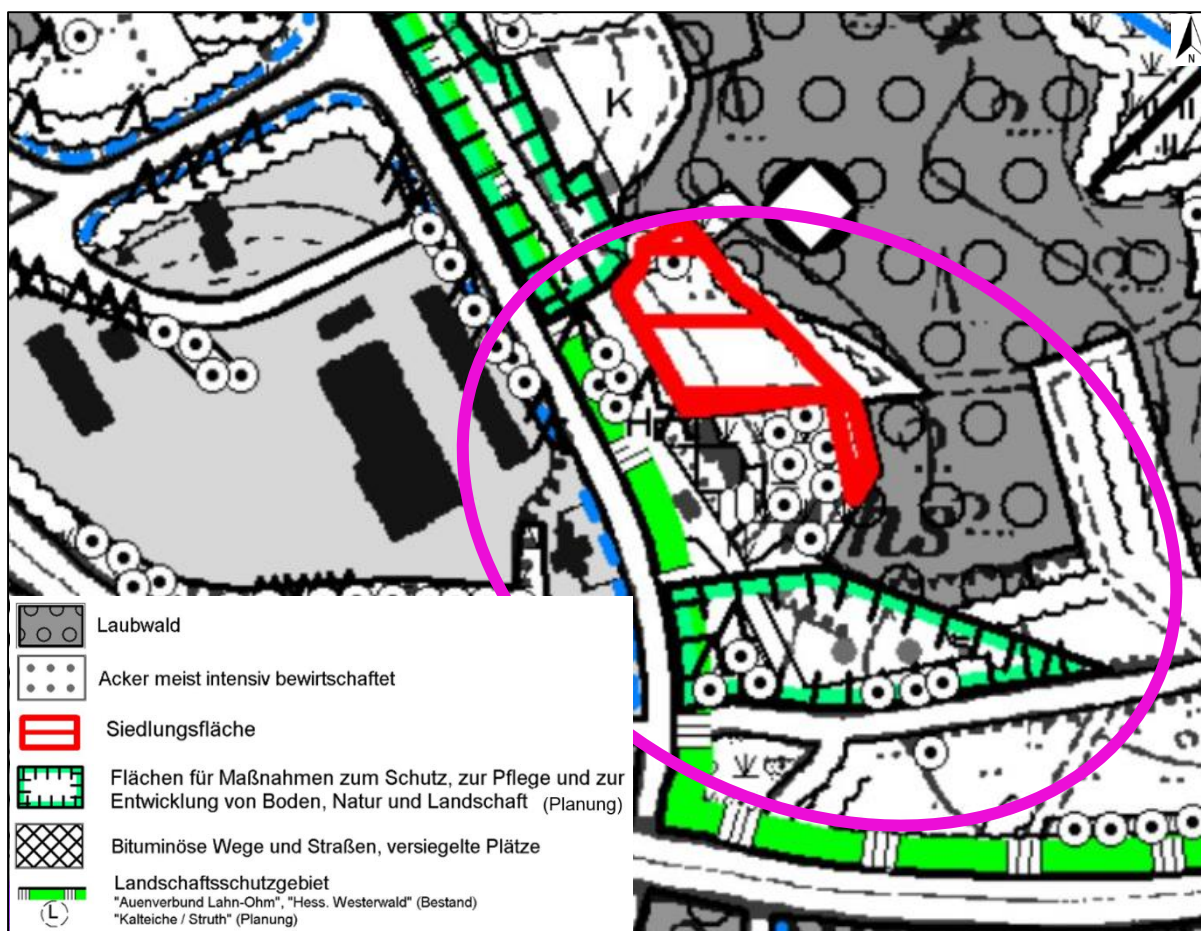 N
K
H
Laubwald
Acker meist intensiv bewirtschaftet
Siedlungsfläche
Flächen für Maßnahmen zum Schutz, zur Pflege und zur
Entwicklung von Boden, Natur und Landschaft (Planung)
Bituminöse Wege und Straßen, versiegelte Plätze
Landschaftsschutzgebiet
"Auenverbund Lahn-Ohm", "Hess. Westerwald" (Bestand)
L
"Kalteiche / Struth" (Planung)